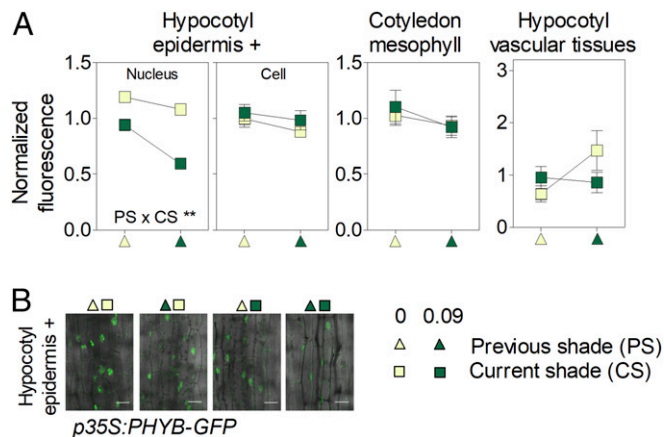 A
Hypocotyl
epidermis +
Cotyledon
mesophyll
Hypocotyl
vascular tissues
Normalized
fluorescence
1.5
1.0
0.5
0.0
Nucleus
PS x CS **
Cell
1.5
1.0
0.5
0.0
3
2
1
0
B
Hypocotyl
epidermis +
p35S:PHYB-GFP
0 0.09
Previous shade (PS)
Current shade (CS)